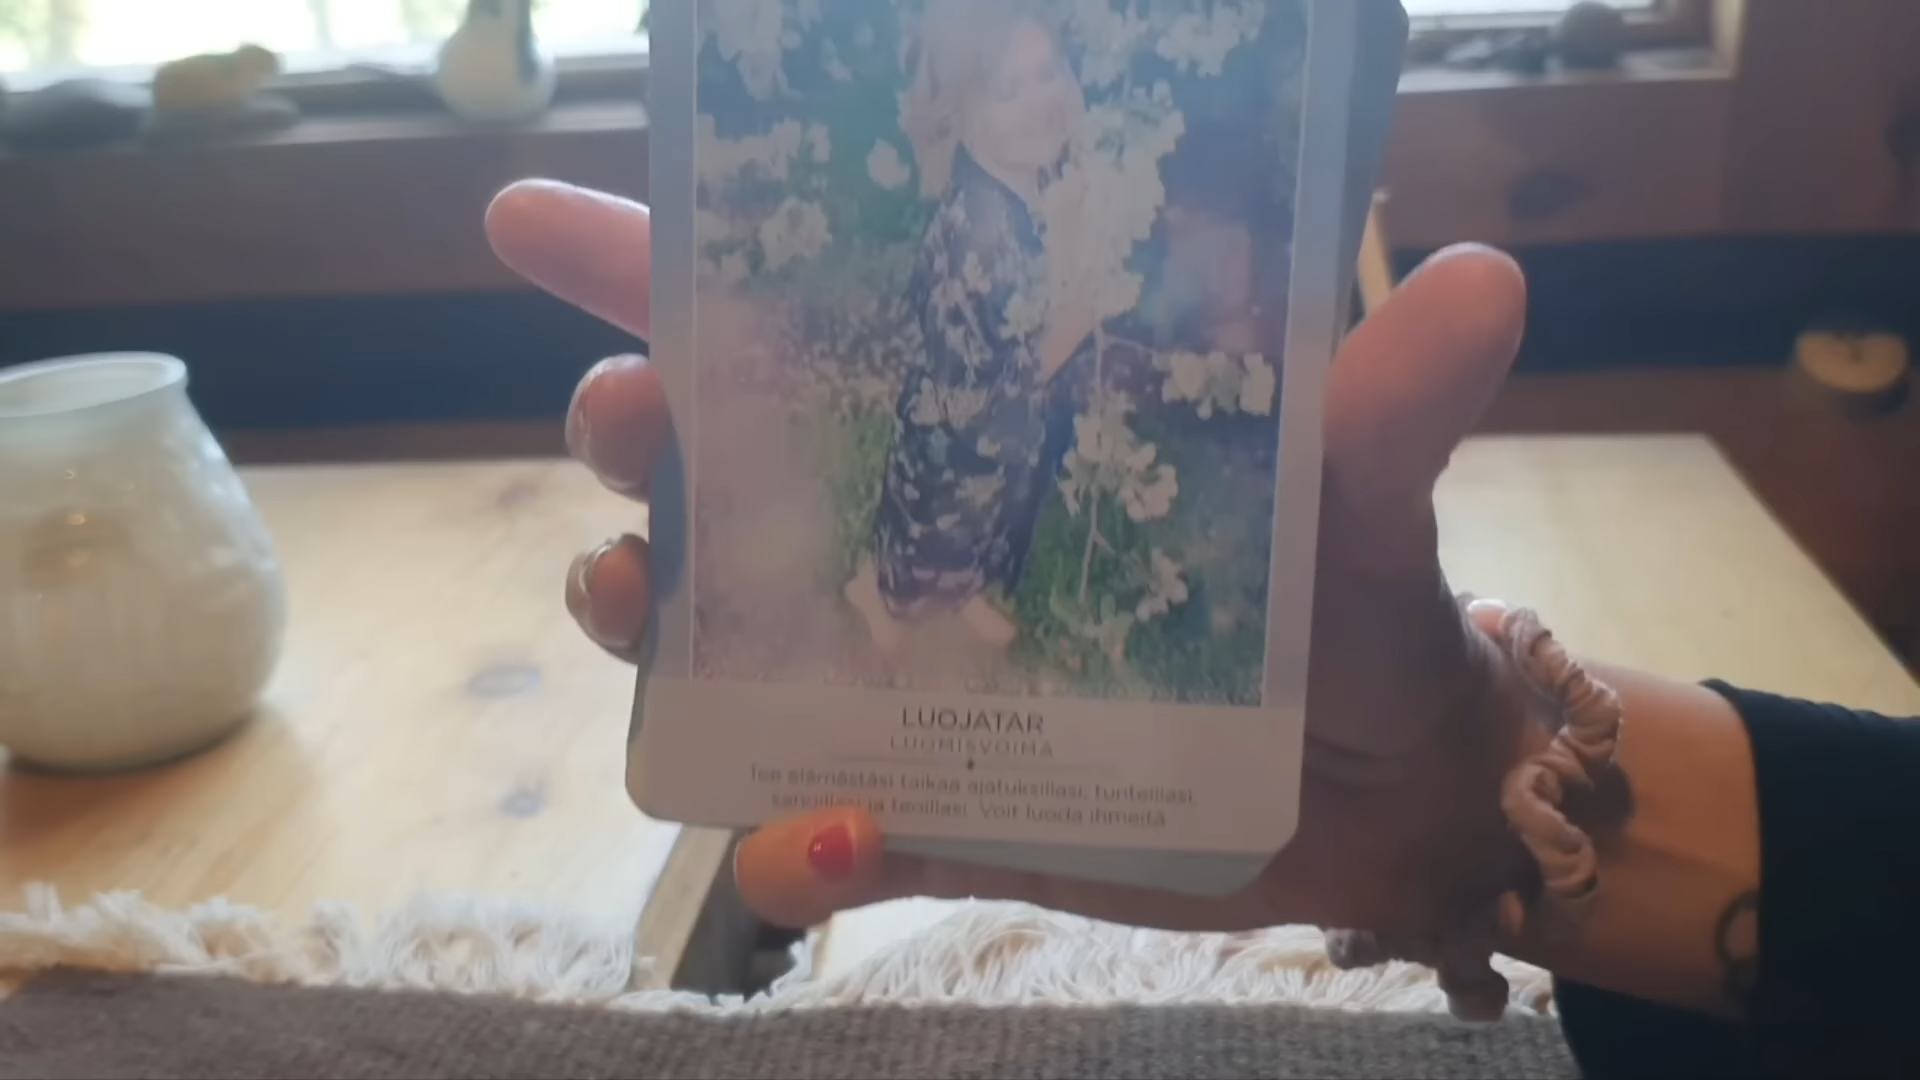 LUOJATAR
LUOMISVOIMA
Tee elämästäsi taikaa ajatuksillasi, tunteillasi,
sanoillasi ja teoillasi. Voit luoda ihmeitä